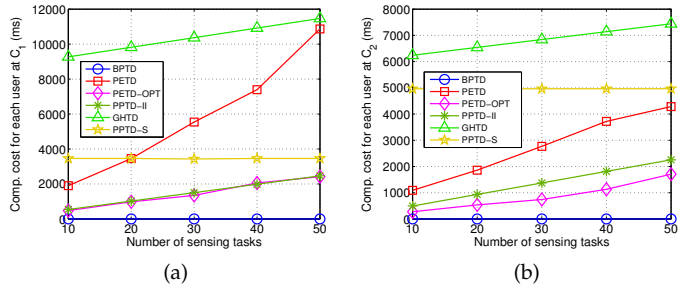 12000
10000
8000
6000
4000
2000
0
Comp. cost for each user at C1 (ms)
BPTD
PETD
PETD−OPT
PPTD−II
GHTD
PPTD−S
10 20 30 40 50
Number of sensing tasks
(a)
8000
7000
6000
5000
4000
3000
2000
1000
0
Comp. cost for each user at C2 (ms)
BPTD
PETD
PETD−OPT
PPTD−II
GHTD
PPTD−S
10 20 30 40 50
Number of sensing tasks
(b)